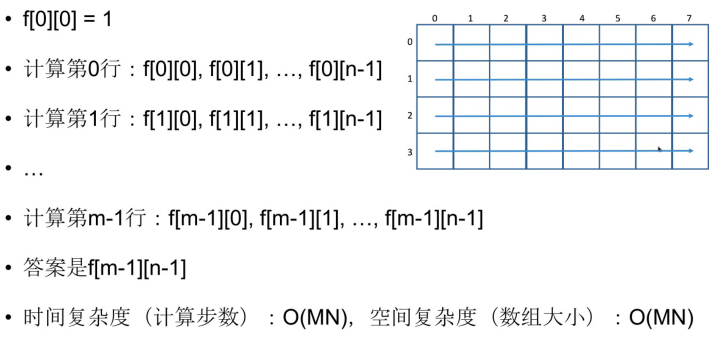 • f[0][0] = 1
0 1 2 3 4 5 6 7
0
1
2
3
• 计算第0行：f[0][0], f[0][1], …, f[0][n-1]
• 计算第1行：f[1][0], f[1][1], …, f[1][n-1]
• …
• 计算第m-1行：f[m-1][0], f[m-1][1], …, f[m-1][n-1]
• 答案是f[m-1][n-1]
• 时间复杂度（计算步数）：O(MN)，空间复杂度（数组大小）：O(MN)